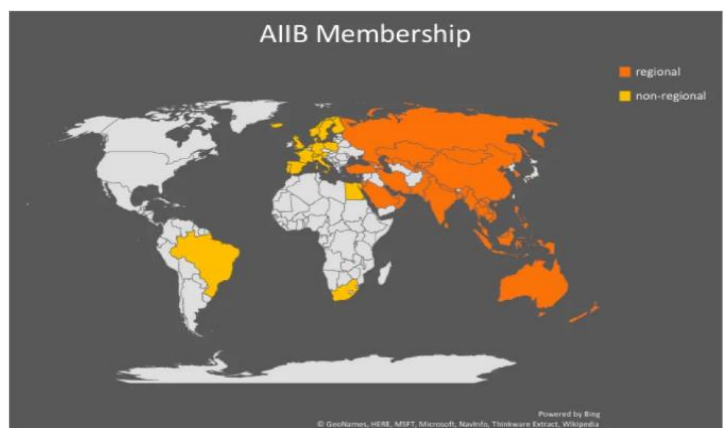 AIIB Membership
regional
non-regional
Powered by Bing
© GeoNames, HERE, MSFT, Microsoft, NavInfo, Thinkware Extract, Wikipedia